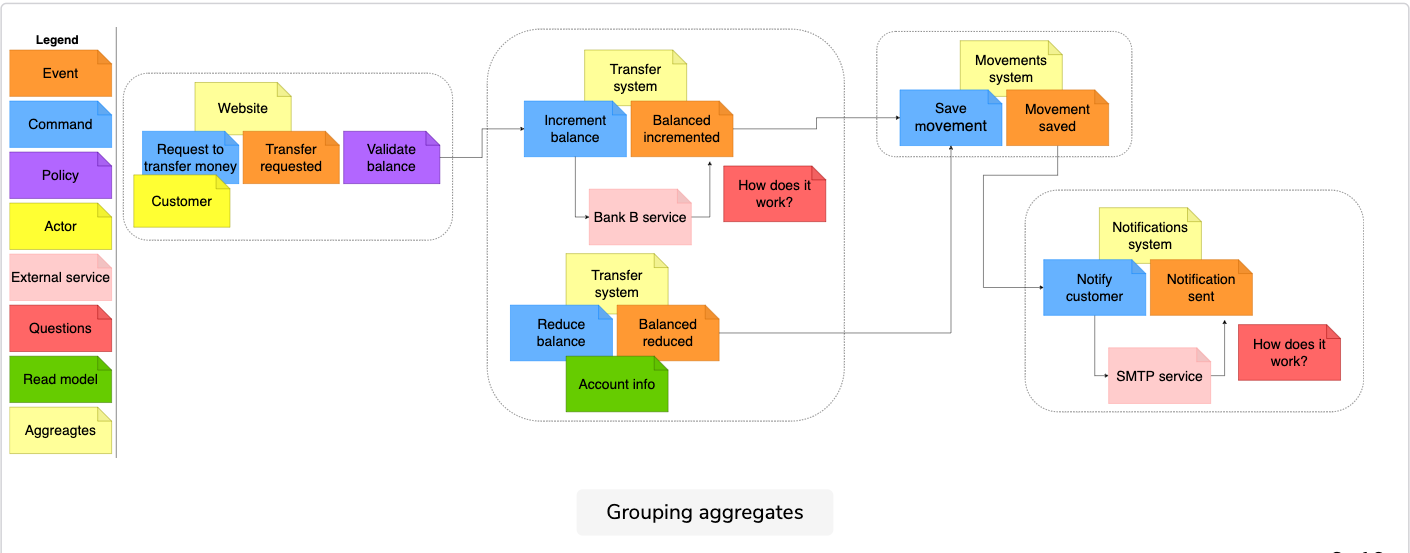 Legend
Event
Command
Policy
Actor
External service
Questions
Read model
Aggreagtes
Website
Request to
transfer money
Transfer
requested
Validate
balance
Customer
Transfer
system
Increment
balance
Balanced
incremented
Bank B service
How does it
work?
Transfer
system
Reduce
balance
Balanced
reduced
Account info
Movements
system
Save
movement
Movement
saved
Notifications
system
Notify
customer
Notification
sent
SMTP service
How does it
work?
Grouping aggregates